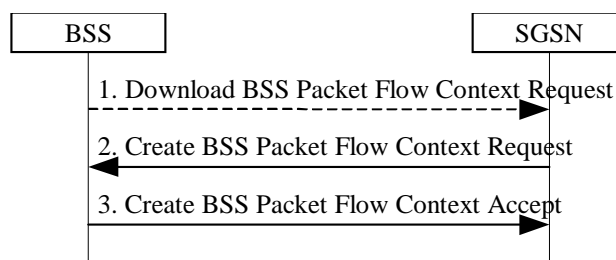 BSS
SGSN
1. Download BSS Packet Flow Context Request
2. Create BSS Packet Flow Context Request
3. Create BSS Packet Flow Context Accept